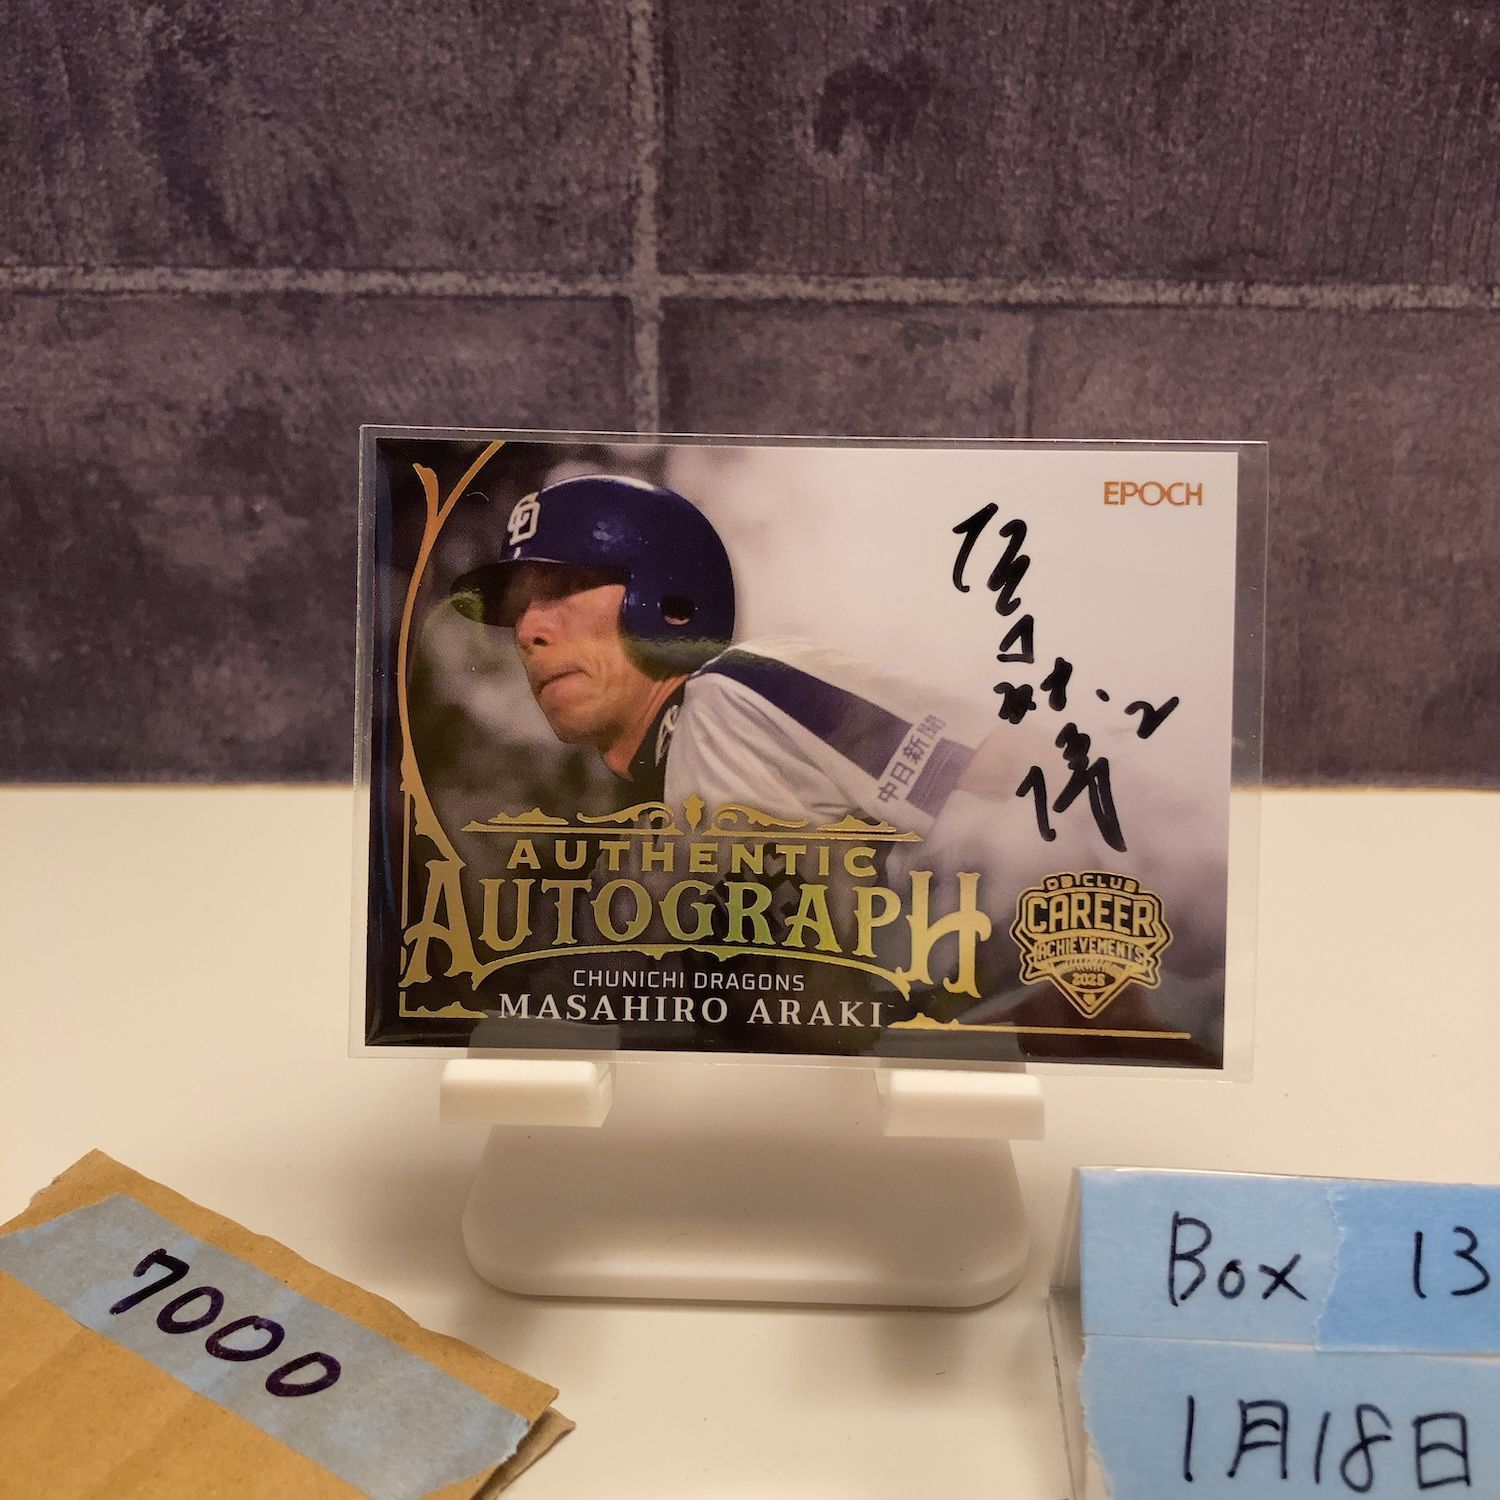 EPOCH
中日新聞
AUTHENTIC
AUTOGRAPH
CHUNICHI DRAGONS
MASAHIRO ARAKI
OB CLUB
CAREER
ACHIEVEMENTS
2025
7000
Box 13
1月18日